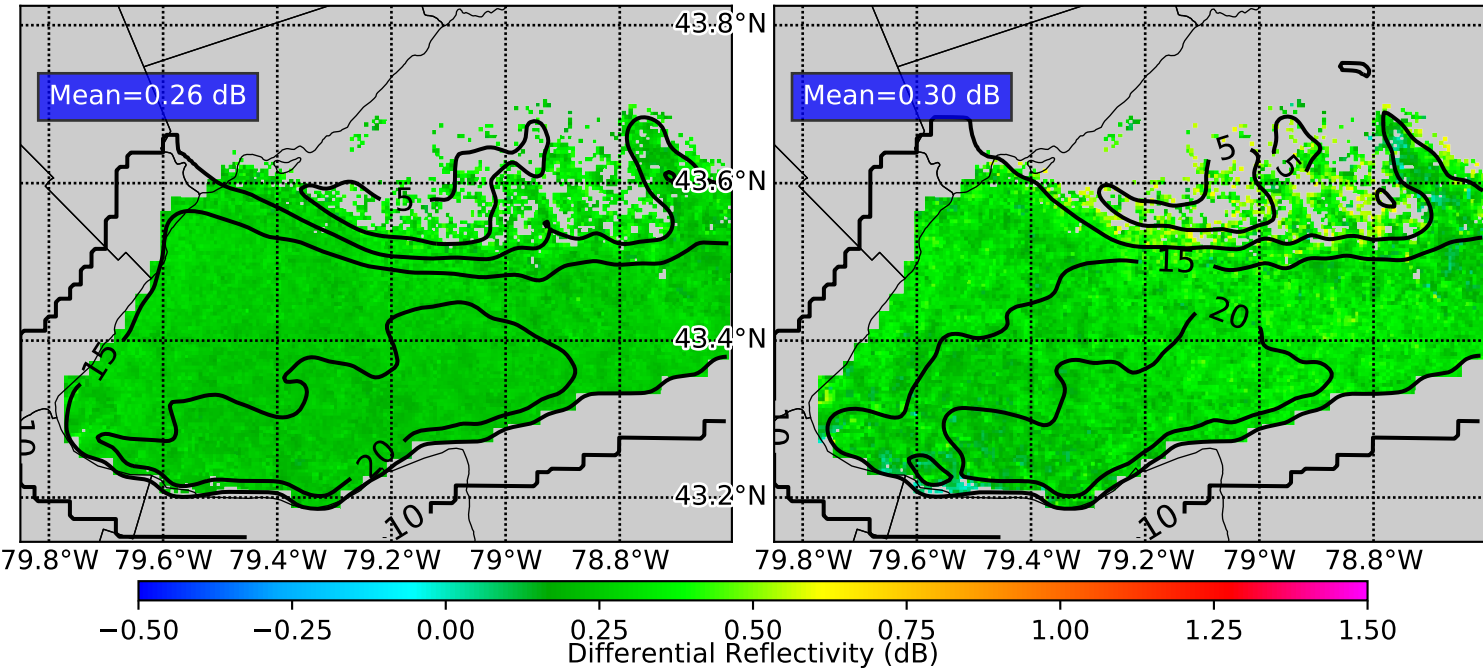 43.8°N
Mean=0.26 dB
Mean=0.30 dB
5
5
43.6°N
5
15
20
15
43.4°N
10
20
10
43.2°N
10
10
79.8°W 79.6°W 79.4°W 79.2°W 79°W 78.8°W 79.8°W 79.6°W 79.4°W 79.2°W 79°W 78.8°W
−0.50 −0.25 0.00 0.25 0.50 0.75 1.00 1.25 1.50
Differential Reflectivity (dB)